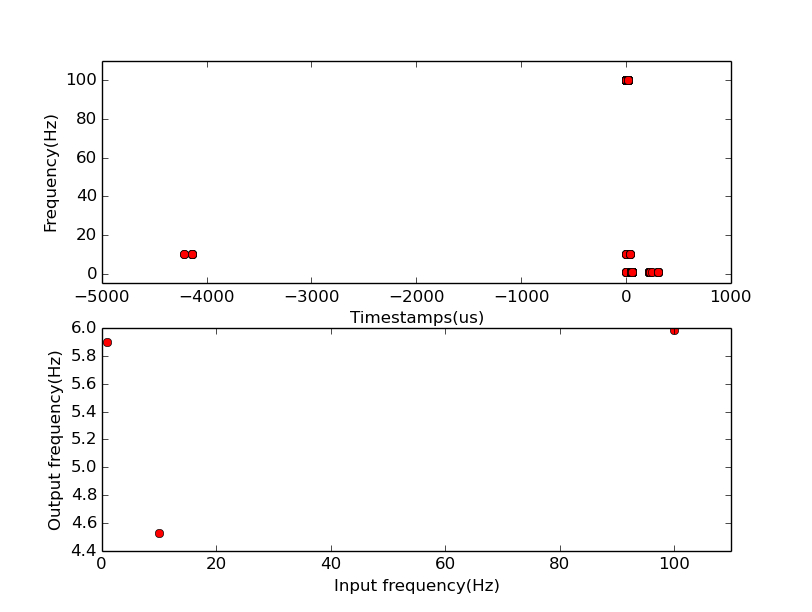 100
80
60
40
20
0
Frequency(Hz)
−5000 −4000 −3000 −2000 −1000 0 1000
Timestamps(us)
6.0
5.8
5.6
5.4
5.2
5.0
4.8
4.6
4.4
Output frequency(Hz)
0 20 40 60 80 100
Input frequency(Hz)